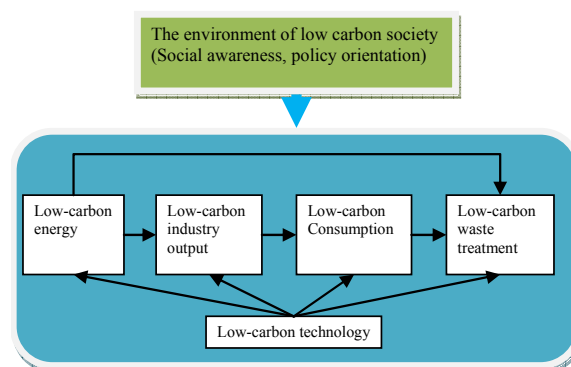 The environment of low carbon society
(Social awareness, policy orientation)
Low-carbon
energy
Low-carbon
industry
output
Low-carbon
Consumption
Low-carbon
waste
treatment
Low-carbon technology